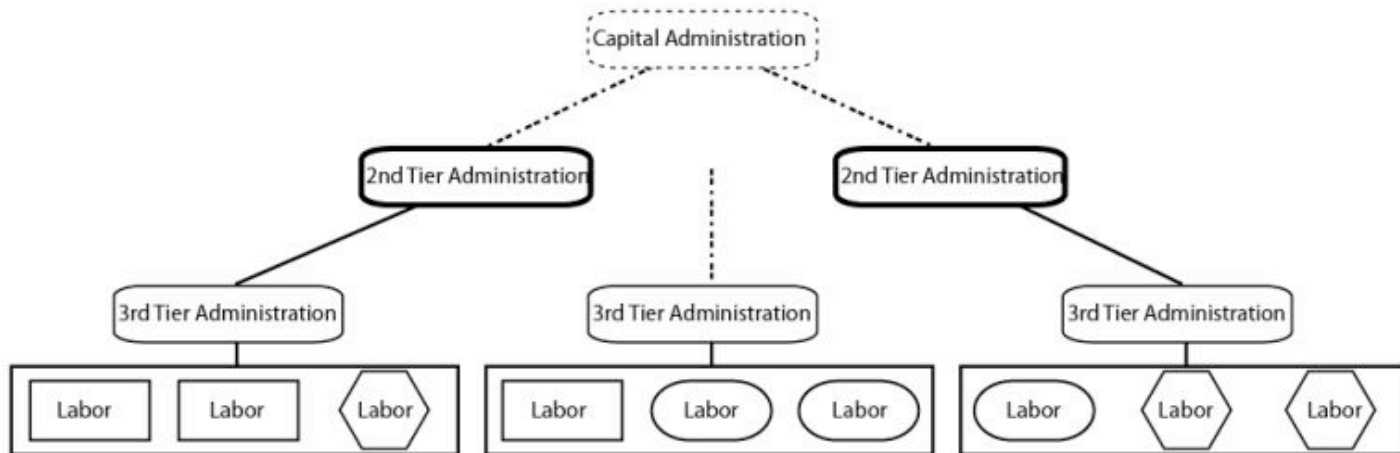 Capital Administration
2nd Tier Administration
2nd Tier Administration
3rd Tier Administration
3rd Tier Administration
3rd Tier Administration
Labor
Labor
Labor
Labor
Labor
Labor
Labor
Labor
Labor